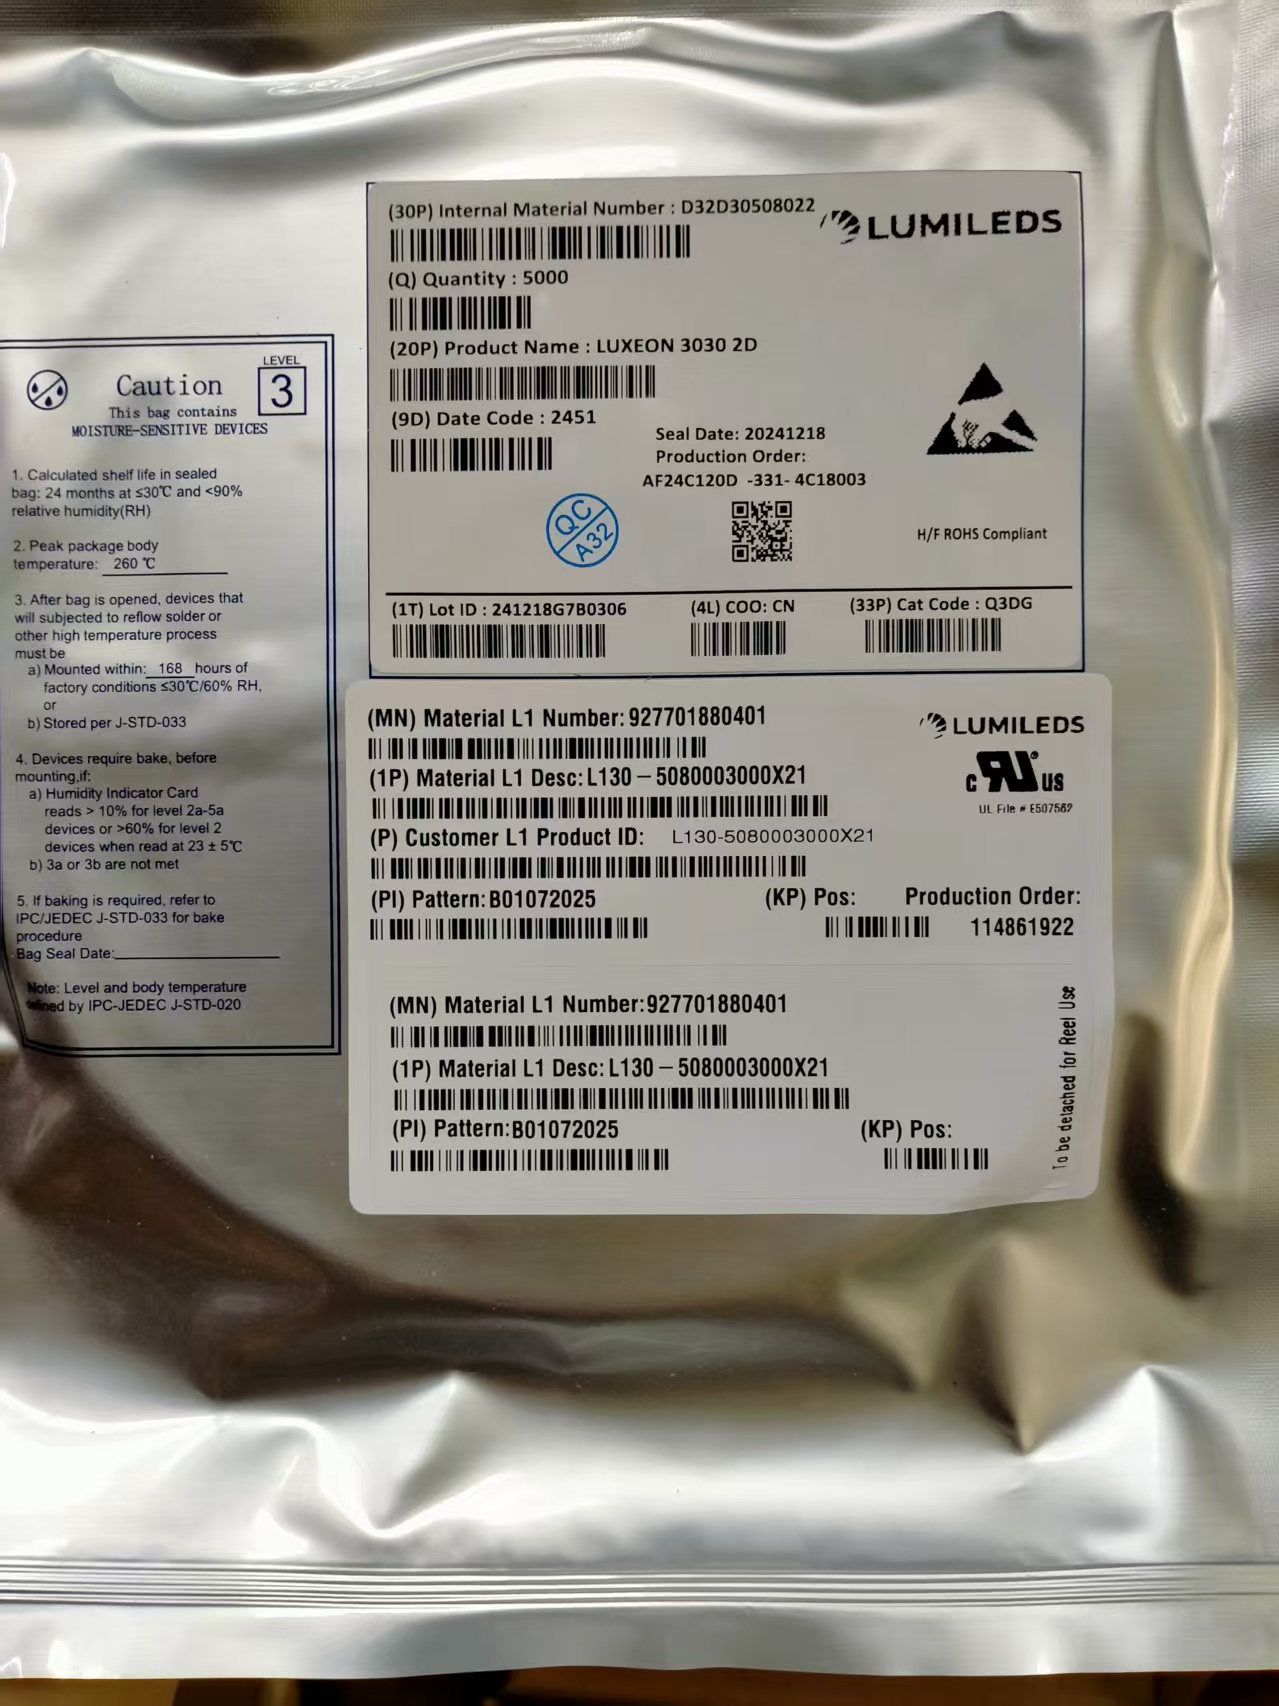 (30P) Internal Material Number : D32D30508022
LUMILEDS
(Q) Quantity : 5000
(20P) Product Name : LUXEON 3030 2D
(9D) Date Code : 2451
Seal Date: 20241218
Production Order:
AF24C120D -331- 4C18003
QC
A32
H/F ROHS Compliant
(1T) Lot ID : 241218G7B0306
(4L) COO: CN
(33P) Cat Code : Q3DG
LEVEL
3
Caution
This bag contains
MOISTURE-SENSITIVE DEVICES
1. Calculated shelf life in sealed
bag: 24 months at ≤30℃ and <90%
relative humidity(RH)
2. Peak package body
temperature: 260 ℃
3. After bag is opened, devices that
will subjected to reflow solder or
other high temperature process
must be
a) Mounted within: 168 hours of
factory conditions ≤30℃/60% RH,
or
b) Stored per J-STD-033
4. Devices require bake, before
mounting,if:
a) Humidity Indicator Card
reads > 10% for level 2a-5a
devices or >60% for level 2
devices when read at 23 ± 5℃
b) 3a or 3b are not met
5. If baking is required, refer to
IPC/JEDEC J-STD-033 for bake
procedure
Bag Seal Date:
Note: Level and body temperature
by IPC-JEDEC J-STD-020
(MN) Material L1 Number: 927701880401
LUMILEDS
(1P) Material L1 Desc: L130 – 5080003000X21
c RU US
UL File # E507562
(P) Customer L1 Product ID: L130-5080003000X21
(PI) Pattern: B01072025
(KP) Pos:
Production Order:
114861922
(MN) Material L1 Number:927701880401
(1P) Material L1 Desc: L130 – 5080003000X21
(PI) Pattern: B01072025
(KP) Pos:
To be detached for Reel Use